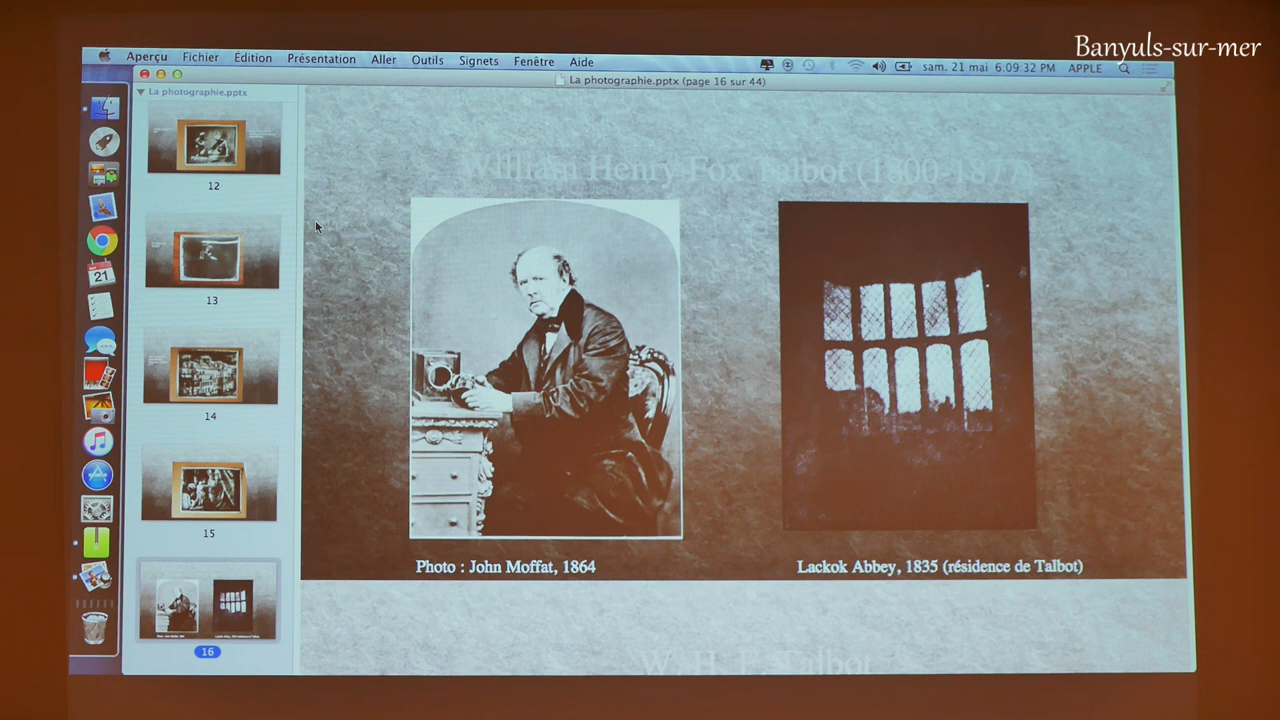 Banyuls-sur-mer
Aperçu Fichier Édition Présentation Aller Outils Signets Fenêtre Aide sam. 21 mai 6:09:32 PM APPLE
La photographie.pptx (page 16 sur 44)
La photographie.pptx
12
13
14
15
16
21
William Henry Fox Talbot (1800-1877)
Photo : John Moffat, 1864
Lackok Abbey, 1835 (résidence de Talbot)
W. H. F. Talbot